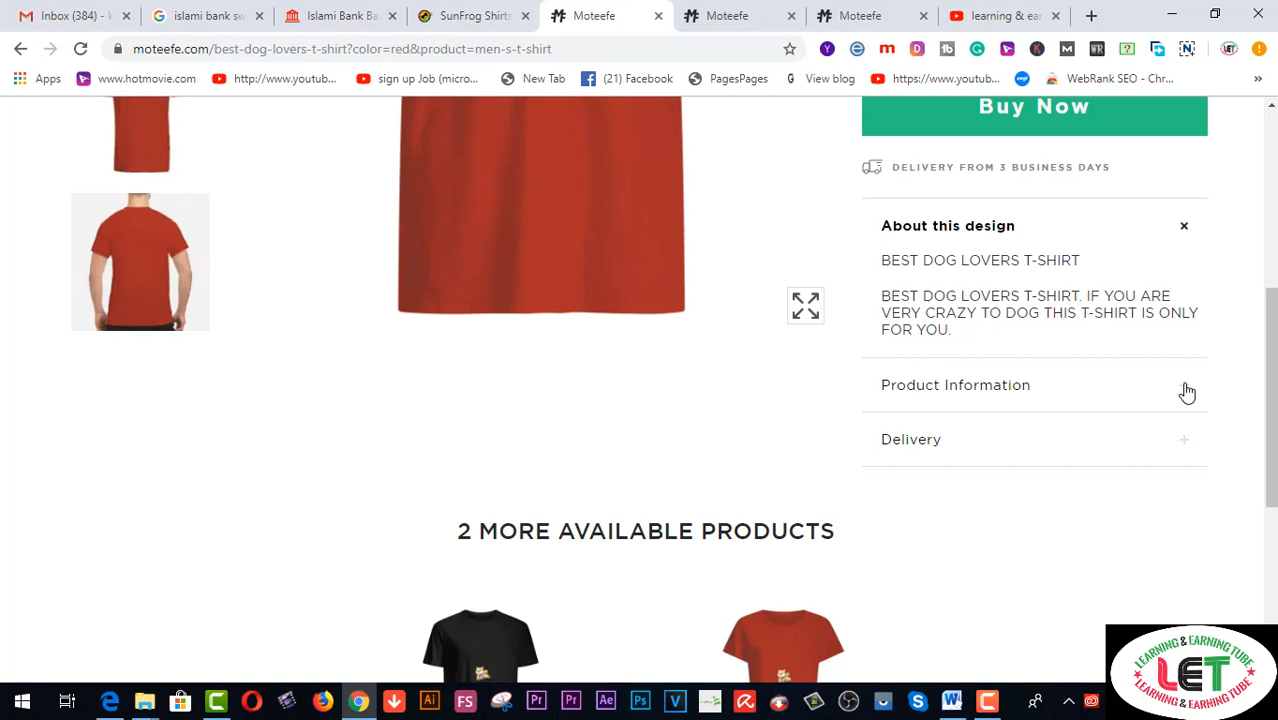 Inbox (384) - k
islami bank sw
Islami Bank Ba
SunFrog Shirts
Moteefe
Moteefe
Moteefe
learning & ear
moteefe.com/best-dog-lovers-t-shirt?color=red&product=men-s-t-shirt
Apps
www.hotmovie.com
http://www.youtub...
sign up Job (micro...
New Tab
(21) Facebook
PagesPages
View blog
https://www.youtub...
WebRank SEO - Chr...
Buy Now
DELIVERY FROM 3 BUSINESS DAYS
About this design
BEST DOG LOVERS T-SHIRT
BEST DOG LOVERS T-SHIRT. IF YOU ARE
VERY CRAZY TO DOG THIS T-SHIRT IS ONLY
FOR YOU.
Product Information
Delivery
2 MORE AVAILABLE PRODUCTS
LEARNING & EARNING TUBE
LET
LEARNING & EARNING TUBE